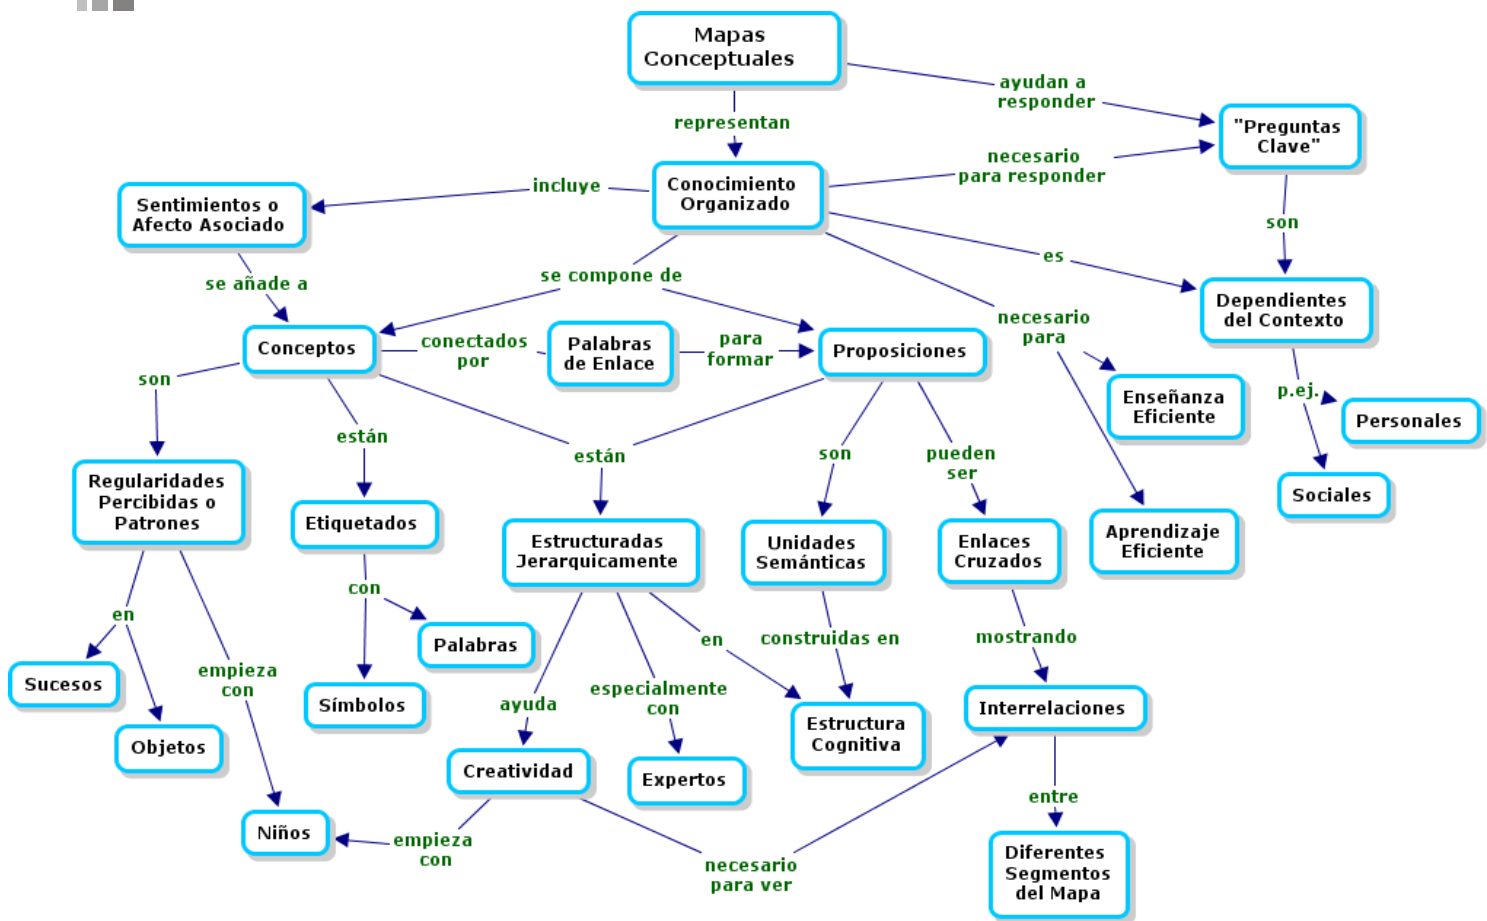 Mapas
Conceptuales
ayudan a
responder
representan
"Preguntas
Clave"
necesario
para responder
incluye
Conocimiento
Organizado
Sentimientos o
Afecto Asociado
son
es
se añade a
se compone de
Dependientes
del Contexto
necesario
para
Conceptos
conectados
por
Palabras
de Enlace
para
formar
Proposiciones
son
p.ej.
Enseñanza
Eficiente
Personales
están
están
son
pueden
ser
Regularidades
Percibidas o
Patrones
Sociales
Etiquetados
Estructuradas
Jerarquicamente
Unidades
Semánticas
Enlaces
Cruzados
Aprendizaje
Eficiente
con
en
Palabras
en
construidas en
mostrando
empieza
con
Sucesos
ayuda
especialmente
con
Símbolos
Interrelaciones
Objetos
Estructura
Cognitiva
Creatividad
Expertos
entre
Niños
empieza
con
necesario
para ver
Diferentes
Segmentos
del Mapa